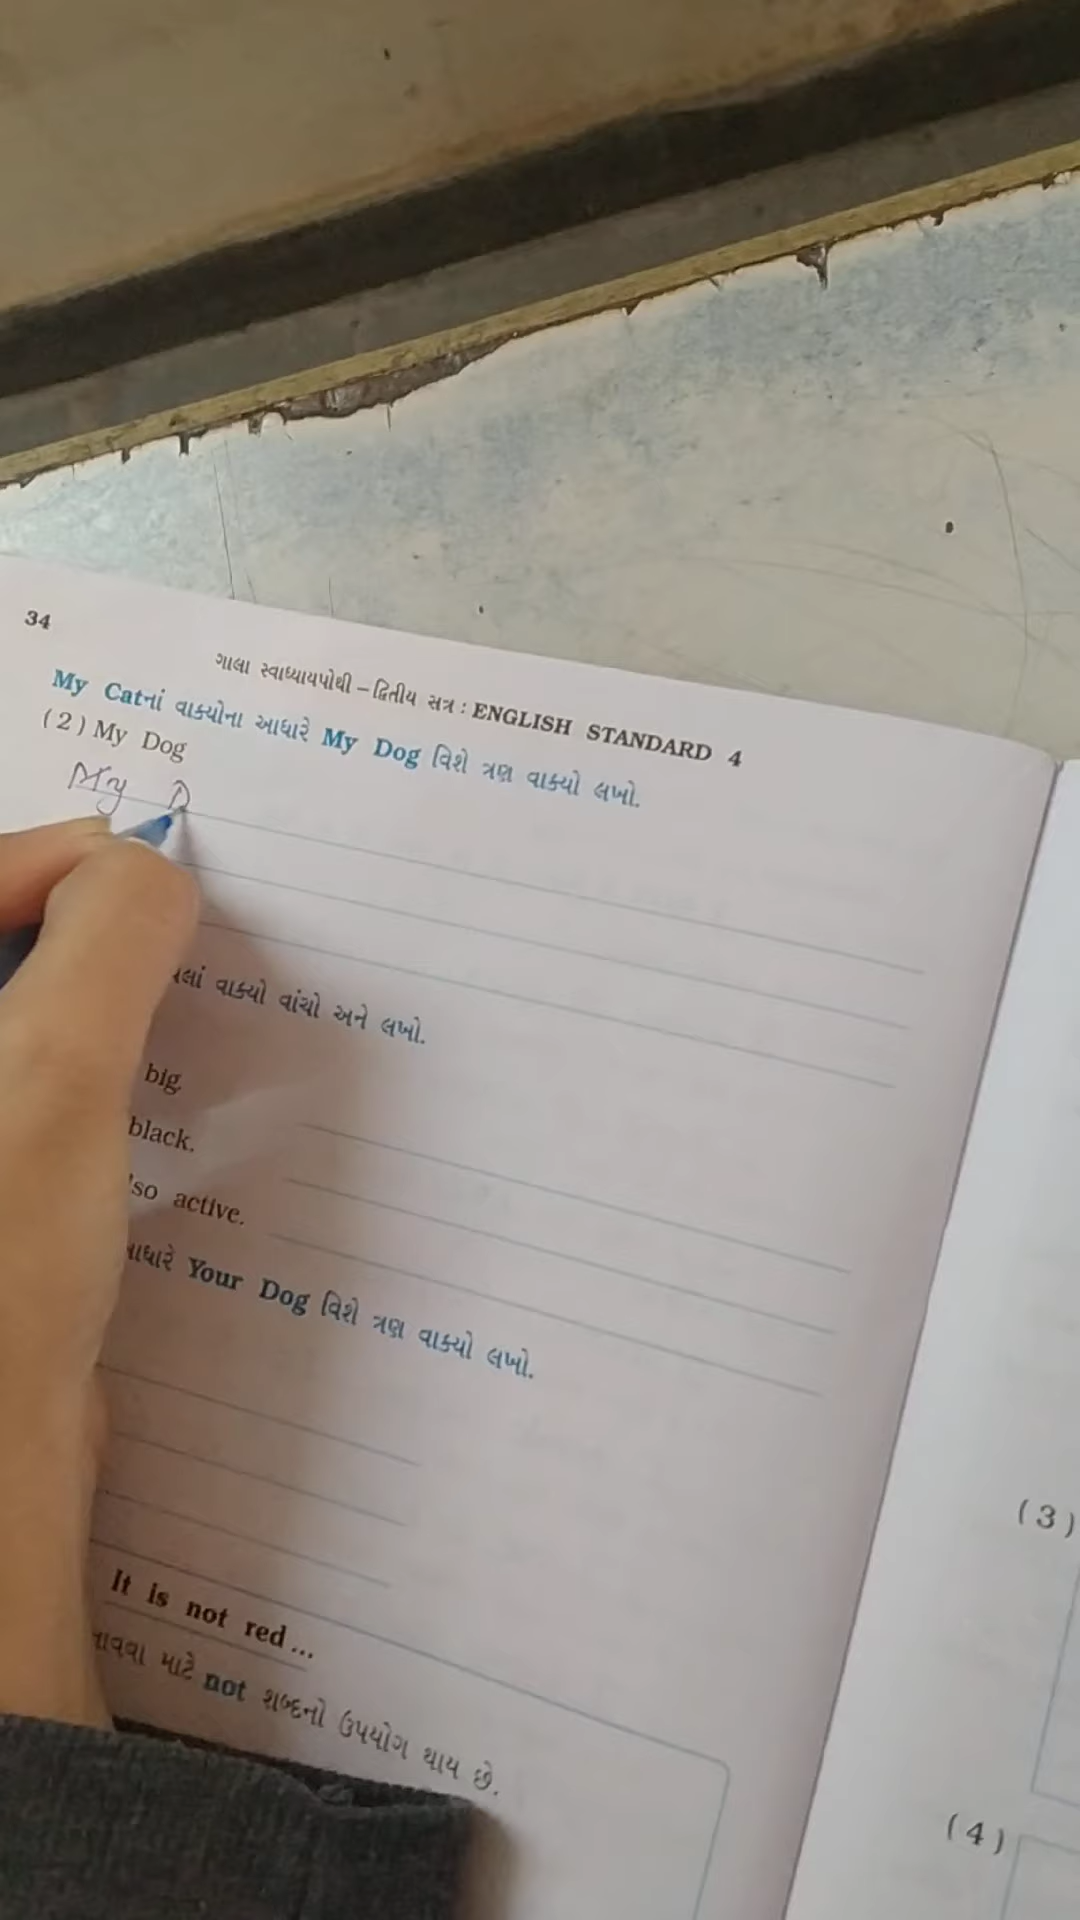 34
ગાલા સ્વાધ્યાયપોથી – દ્વિતીય સત્ર : ENGLISH STANDARD 4
My Catનાં વાક્યોના આધારે My Dog વિશે ત્રણ વાક્યો લખો.
(2) My Dog
My D
વાક્યો વાંચો અને લખો.
big.
black.
active.
Your Dog વિશે ત્રણ વાક્યો લખો.
It is not red ...
માટે not શબ્દનો ઉપયોગ થાય છે.
(3)
(4)